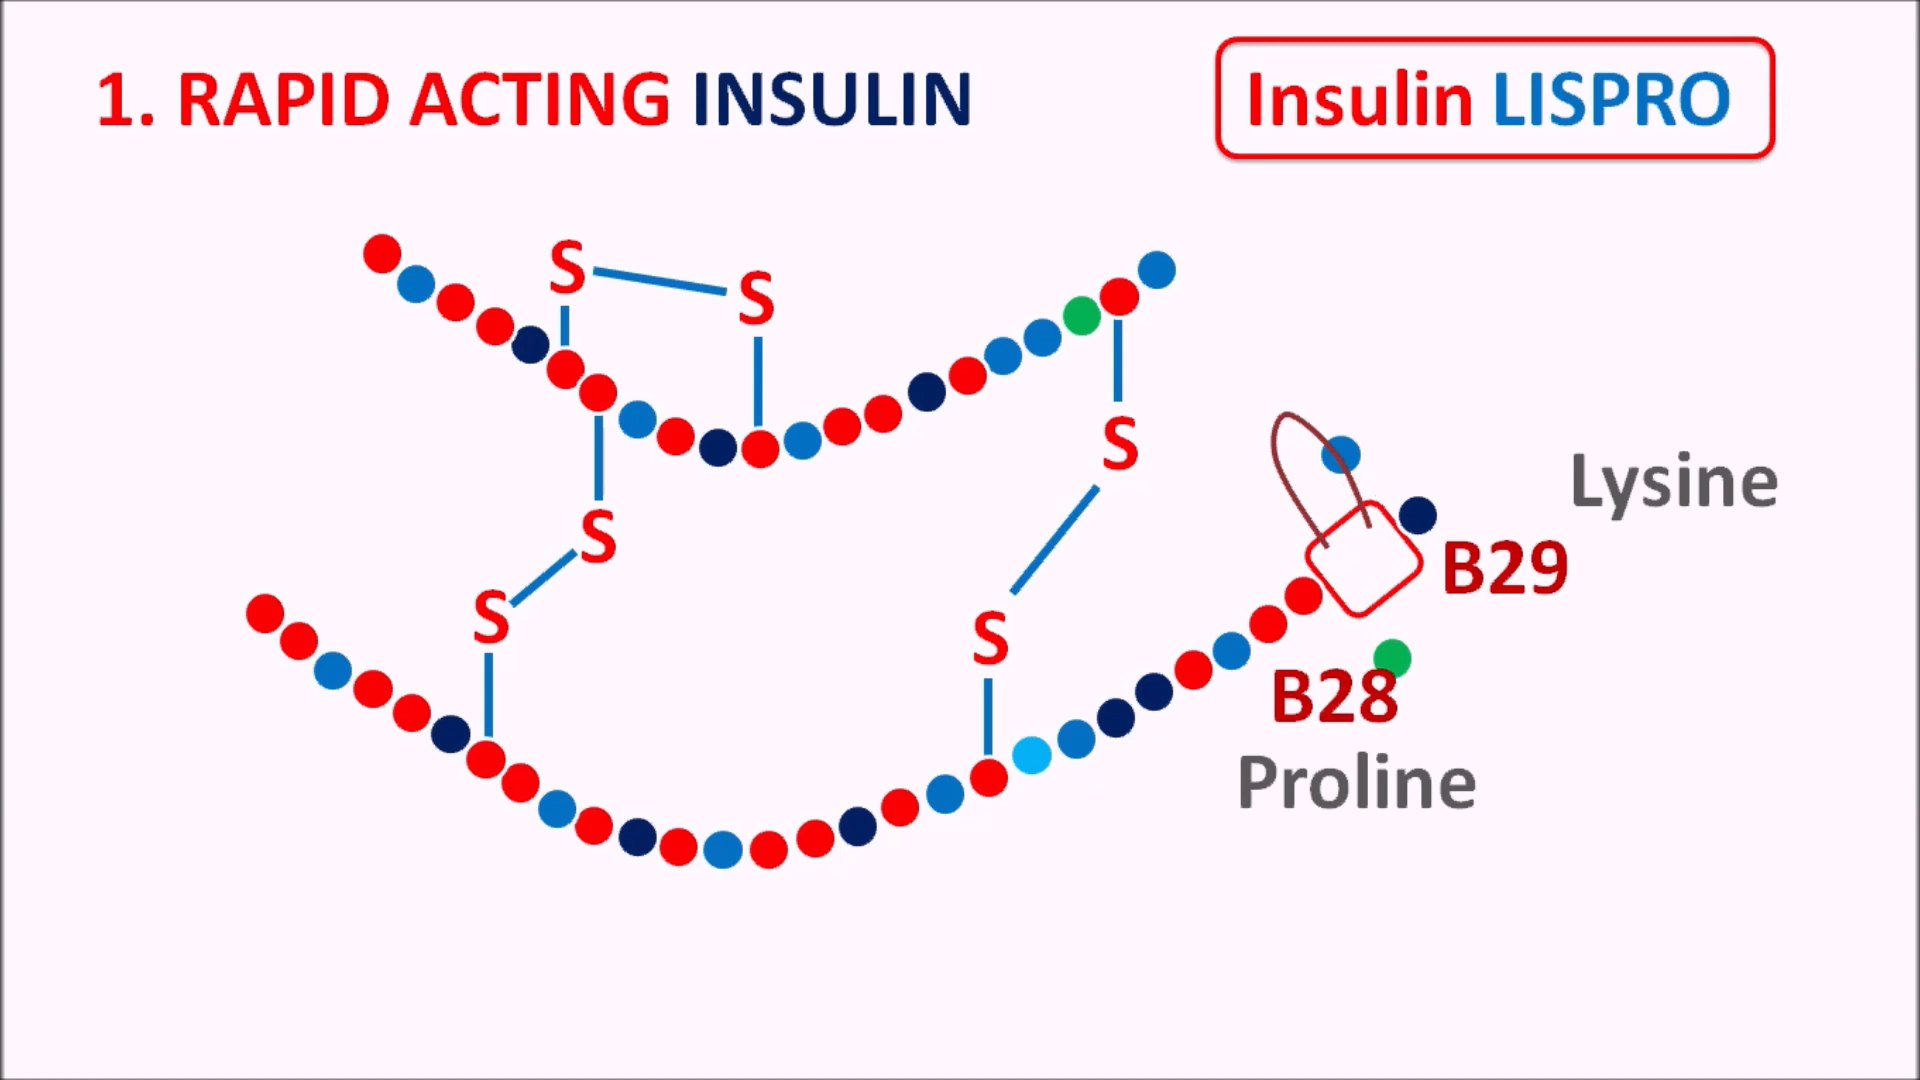 1. RAPID ACTING INSULIN
Insulin LISPRO
S
S
S
S
S
S
Lysine
B29
B28
Proline